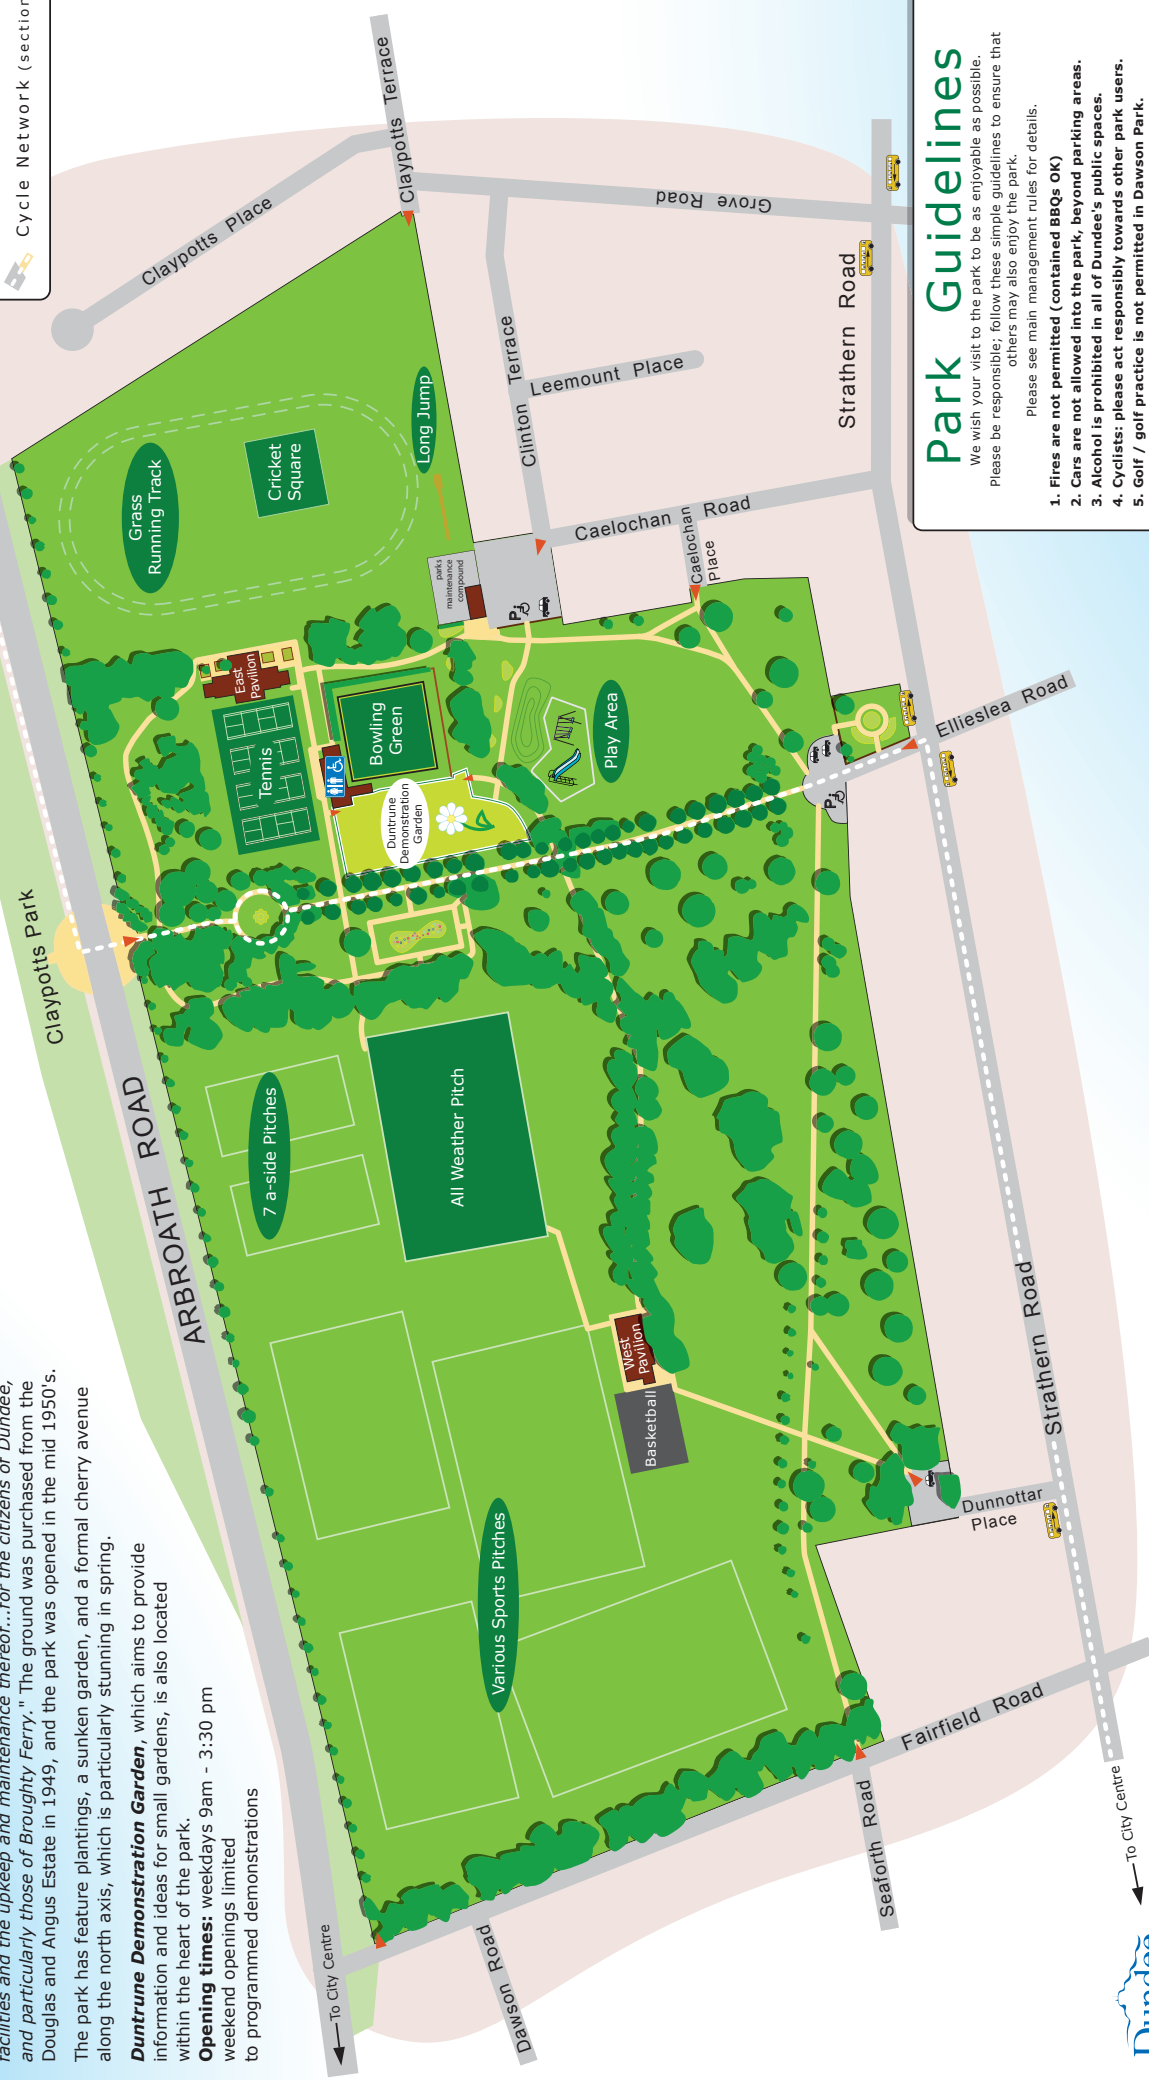 facilities and the upkeep and maintenance thereof...for the citizens of Dundee,
and particularly those of Broughty Ferry." The ground was purchased from the
Douglas and Angus Estate in 1949, and the park was opened in the mid 1950's.
The park has feature plantings, a sunken garden, and a formal cherry avenue
along the north axis, which is particularly stunning in spring.
Duntrune Demonstration Garden, which aims to provide
information and ideas for small gardens, is also located
within the heart of the park.
Opening times: weekdays 9am - 3:30 pm
weekend openings limited
to programmed demonstrations
Cycle Network (section
Claypotts Park
ARBROATH ROAD
To City Centre
Claypotts Place
Claypotts Terrace
Grove Road
Clinton Terrace
Leemount Place
Caelochan Road
Caelochan
Place
Strathern Road
Ellieslea Road
Strathern Road
Dunnottar
Place
Fairfield Road
Seaforth Road
Dawson Road
To City Centre
Grass
Running Track
Cricket
Square
Long Jump
parks
maintenance
compound
P
East
Pavilion
Tennis
Bowling
Green
Duntrune
Demonstration
Garden
Play Area
P
7 a-side Pitches
All Weather Pitch
West
Pavilion
Basketball
Various Sports Pitches
Park Guidelines
We wish your visit to the park to be as enjoyable as possible.
Please be responsible; follow these simple guidelines to ensure that
others may also enjoy the park.
Please see main management rules for details.
1. Fires are not permitted (contained BBQs OK)
2. Cars are not allowed into the park, beyond parking areas.
3. Alcohol is prohibited in all of Dundee's public spaces.
4. Cyclists: please act responsibly towards other park users.
5. Golf / golf practice is not permitted in Dawson Park.
Dundee